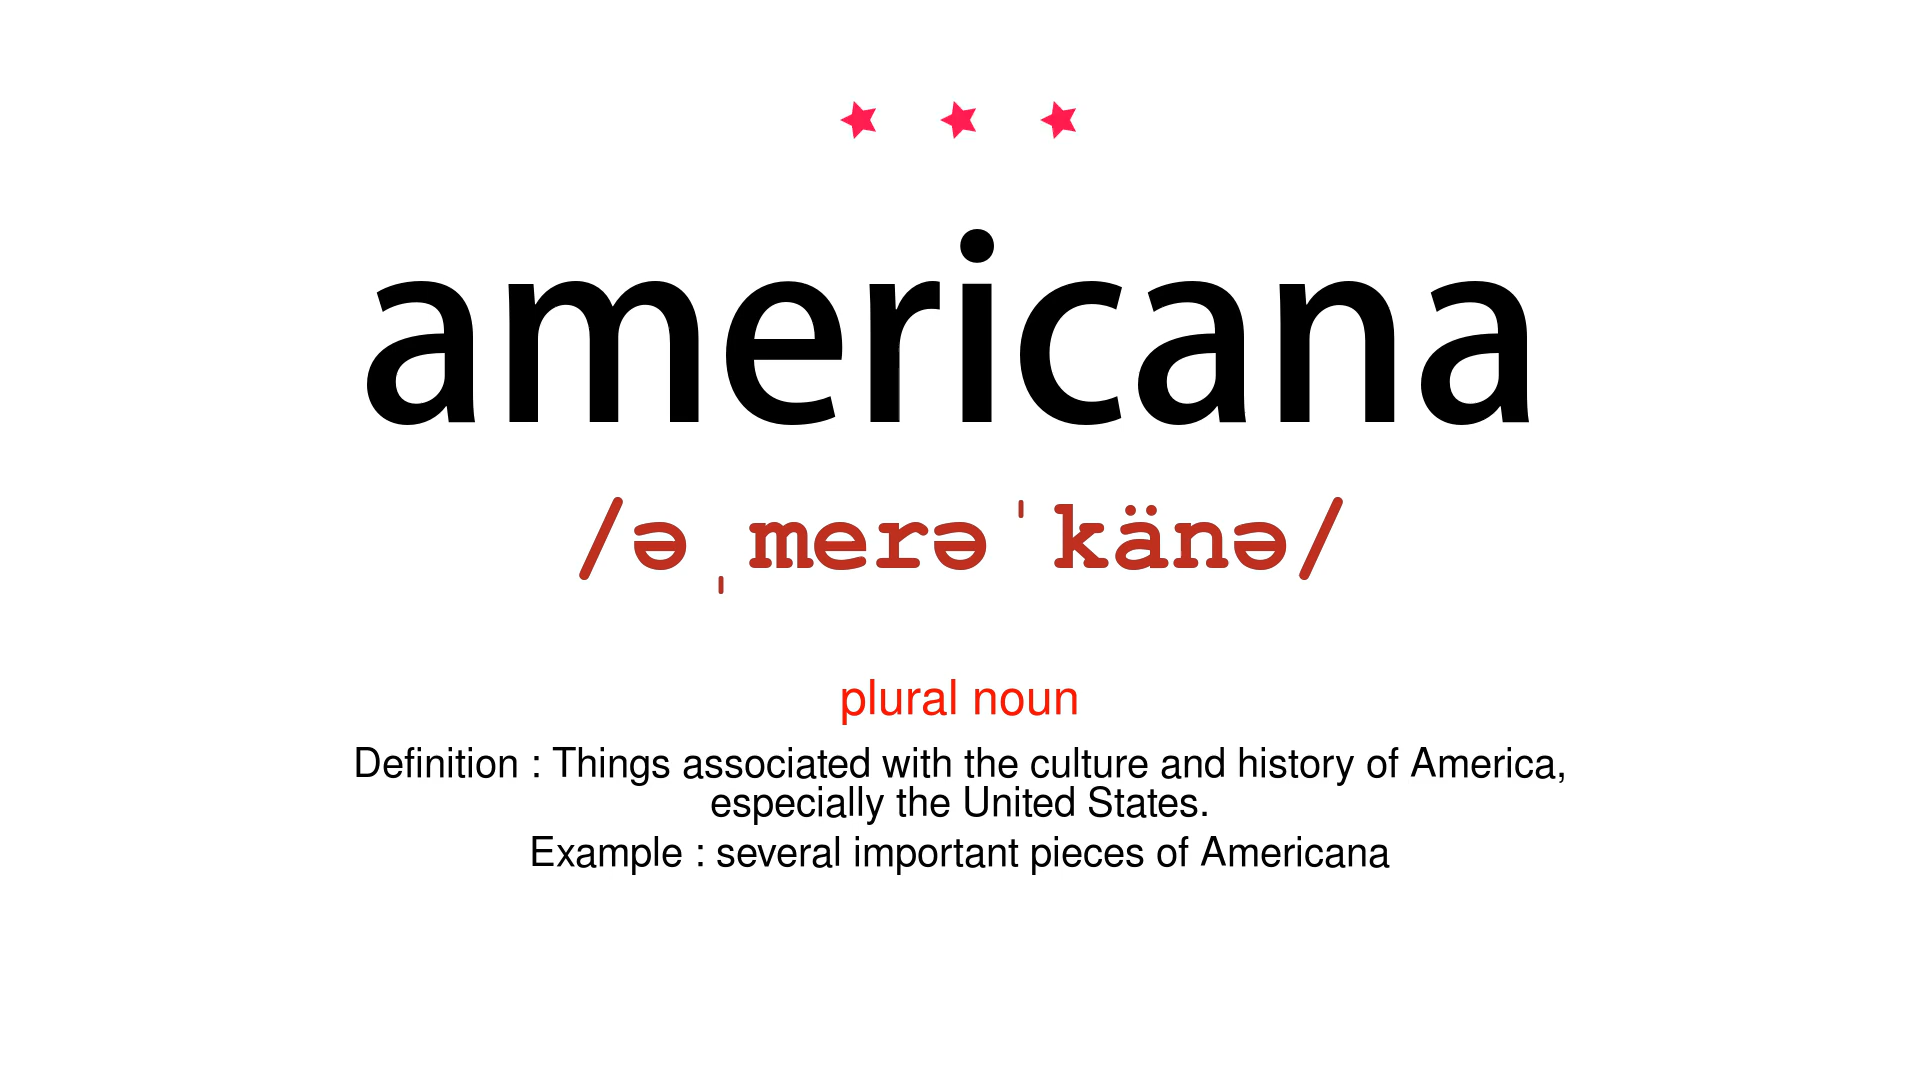 americana
/əˌmerəˈkänə/
plural noun
Definition : Things associated with the culture and history of America,
especially the United States.
Example : several important pieces of Americana